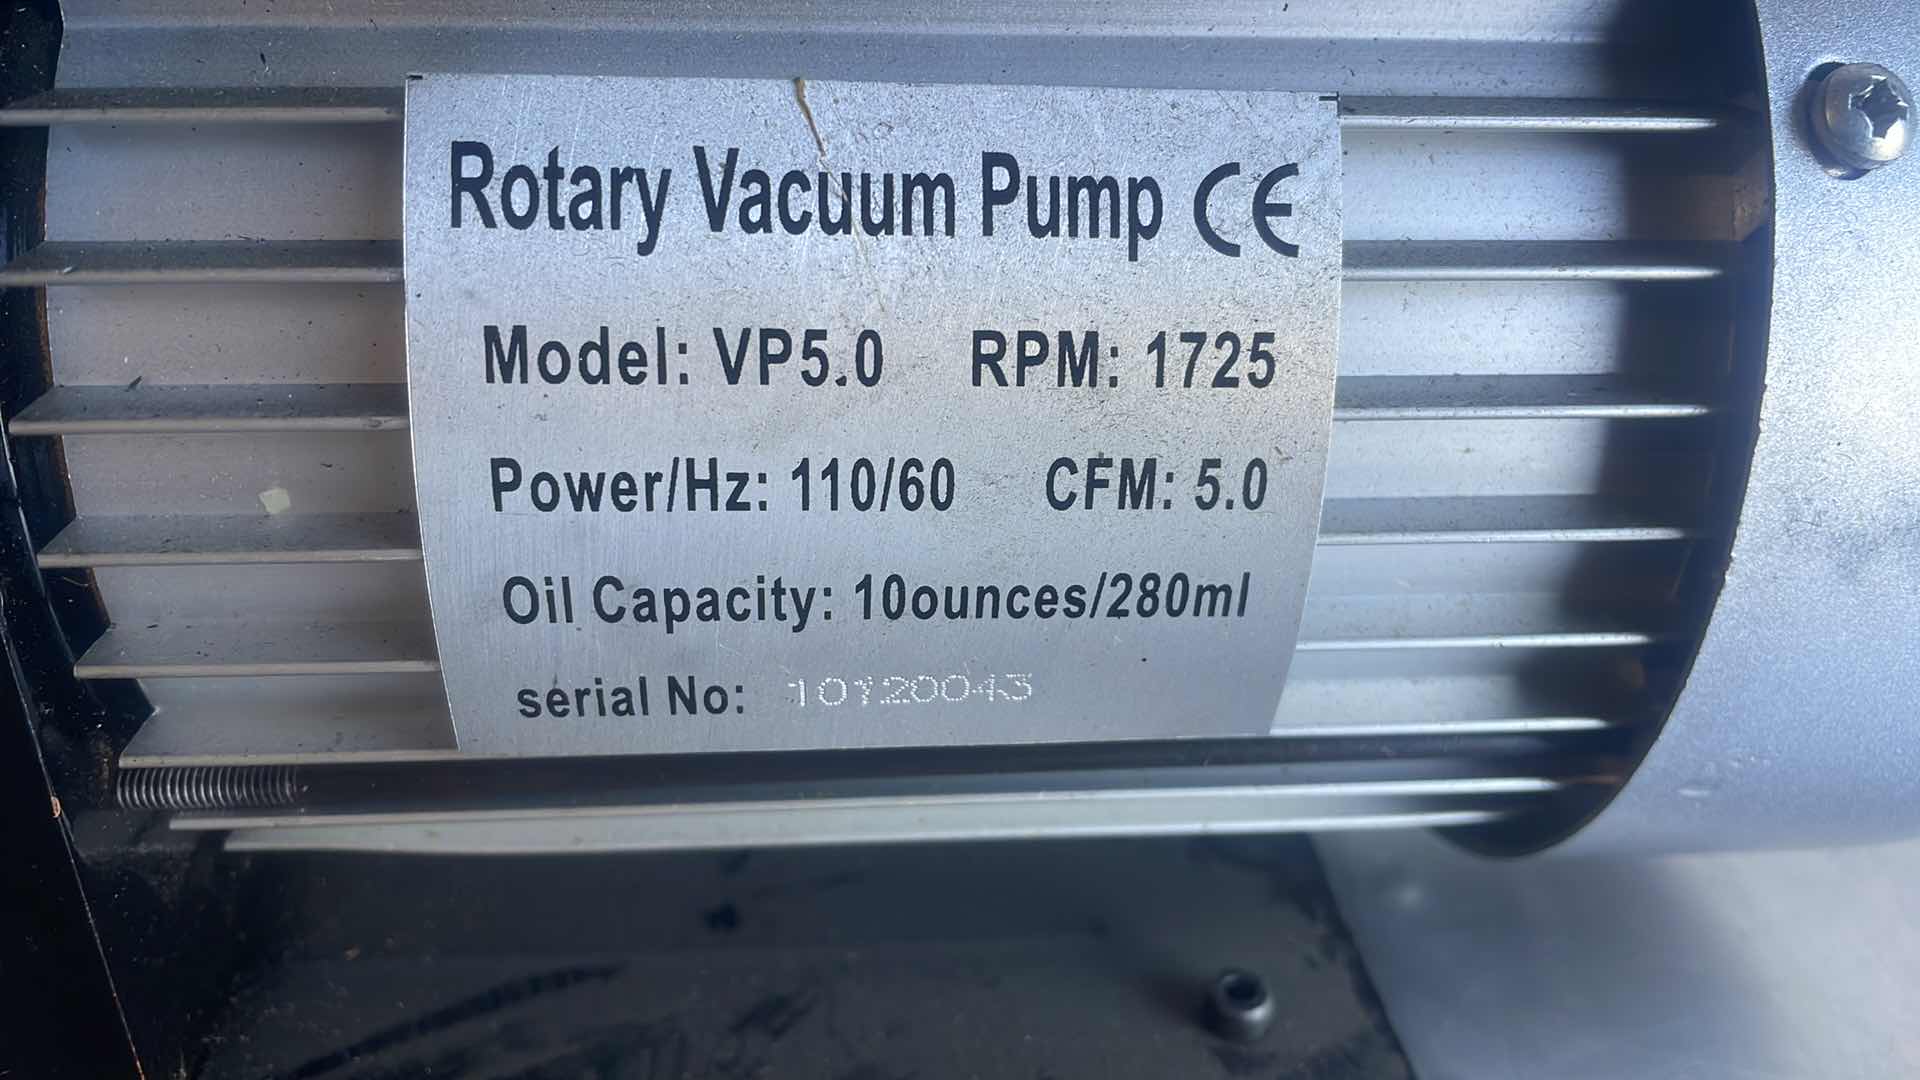 Rotary Vacuum Pump CE
Model: VP5.0 RPM: 1725
Power/Hz: 110/60 CFM: 5.0
Oil Capacity: 10ounces/280ml
serial No: